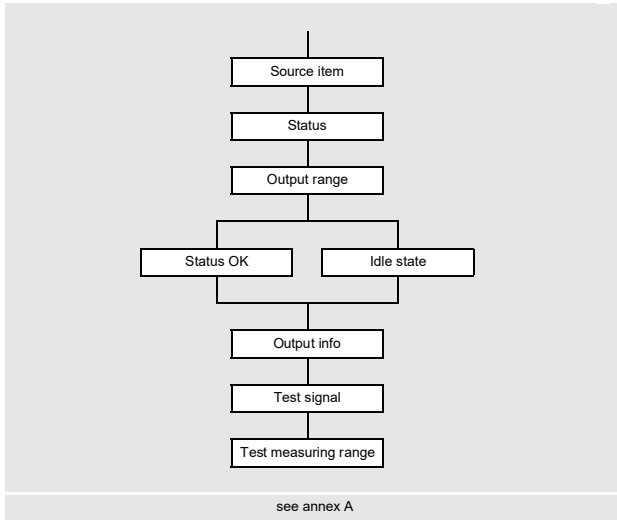 Source item
Status
Output range
Status OK
Idle state
Output info
Test signal
Test measuring range
see annex A